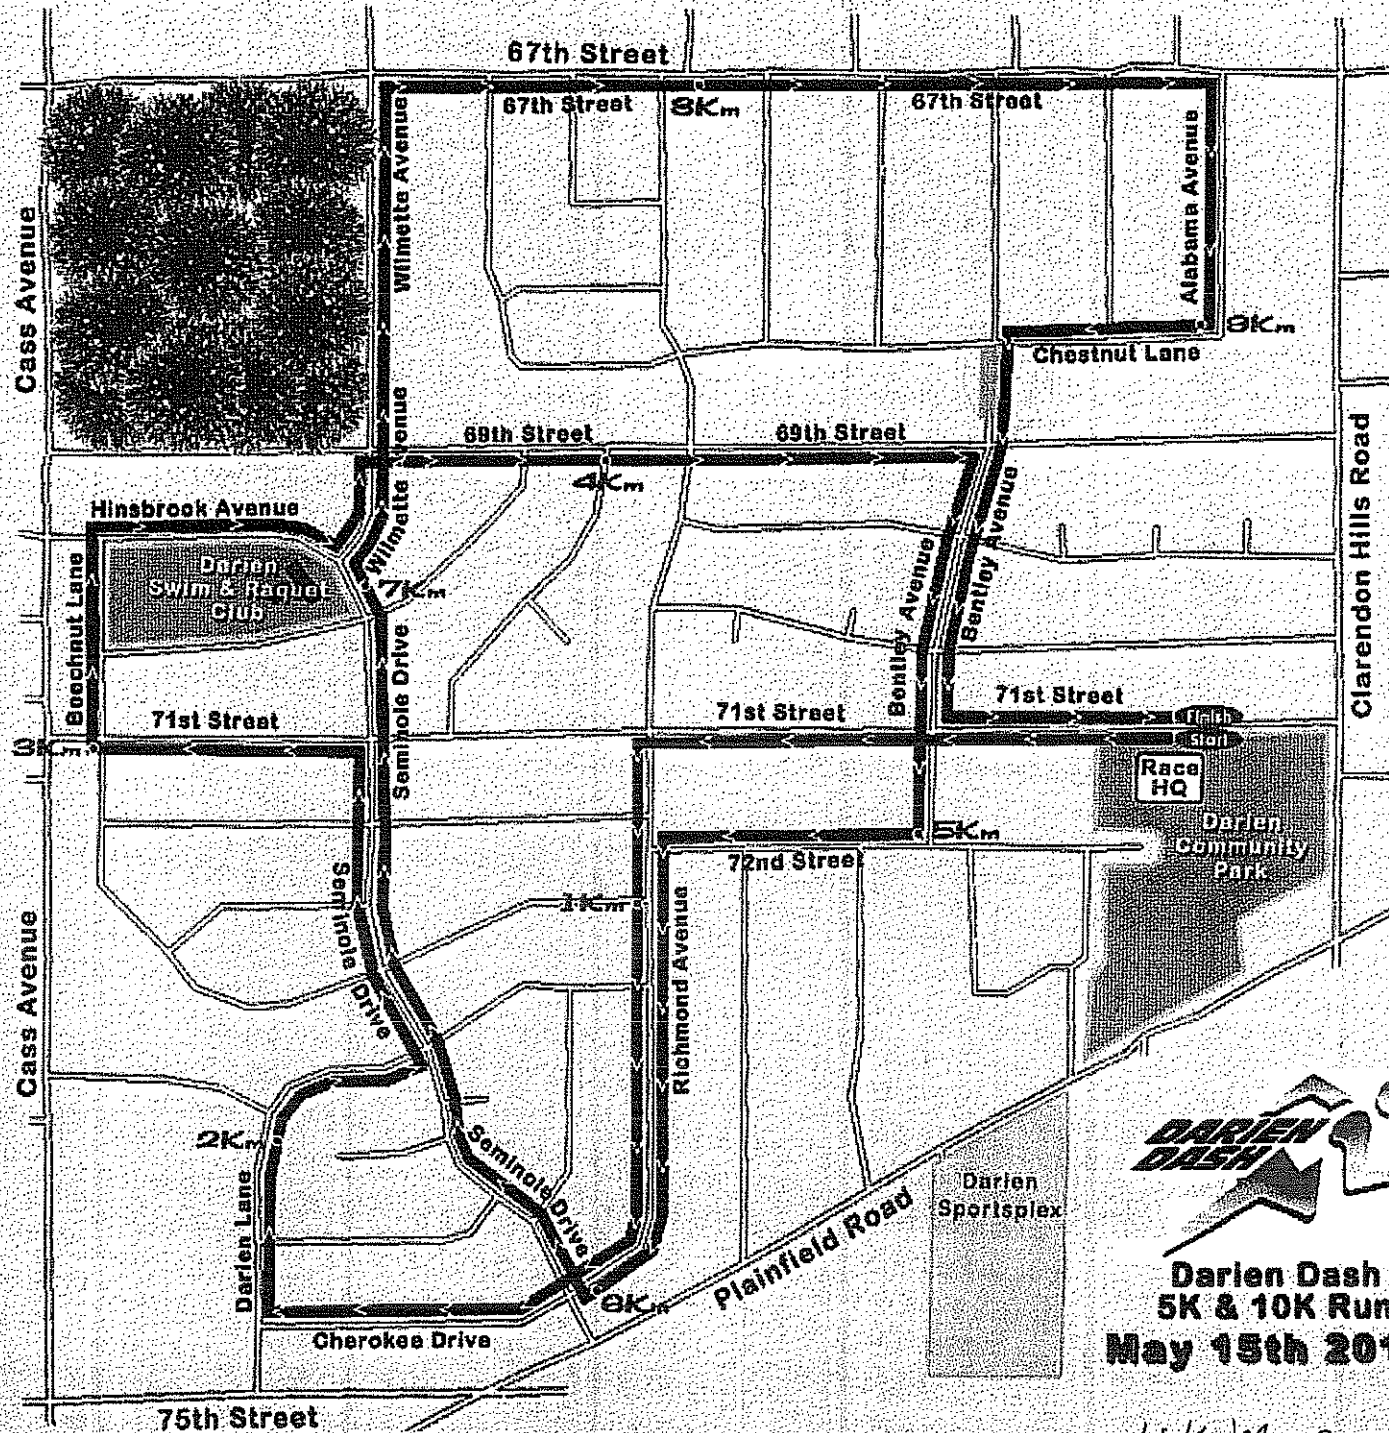 67th Street
67th Street
8Km
67th Street
Wilmette Avenue
Alabama Avenue
Cass Avenue
9Km
Chestnut Lane
69th Street
69th Street
4Km
Hinsbrook Avenue
Wilmette Avenue
Bentley Avenue
Bentley Avenue
Clarendon Hills Road
Darien
Swim & Raquet
Club
7Km
Beechnut Lane
Seminole Drive
71st Street
71st Street
71st Street
Finish
Start
3Km
Race
HQ
Darien
Community
Park
5Km
72nd Street
Seminole Drive
1Km
Richmond Avenue
Cass Avenue
2Km
Seminole Drive
Darien Lane
Darien
Sportsplex
DARIEN
DASH
6Km
Plainfield Road
Cherokee Drive
Darien Dash
5K & 10K Run
May 15th 201
75th Street